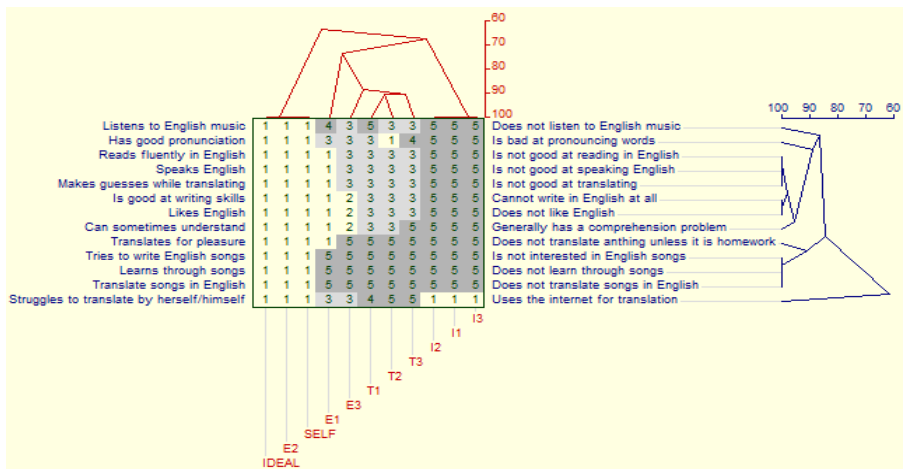 60
70
80
90
100
100 90 80 70 60
Listens to English music 1 1 1 4 3 5 3 3 5 5 5 Does not listen to English music
Has good pronunciation 1 1 1 3 3 3 1 4 5 5 5 Is bad at pronouncing words
Reads fluently in English 1 1 1 1 3 3 3 3 5 5 5 Is not good at reading in English
Speaks English 1 1 1 1 3 3 3 3 5 5 5 Is not good at speaking English
Makes guesses while translating 1 1 1 1 3 3 3 3 5 5 5 Is not good at translating
Is good at writing skills 1 1 1 1 2 3 3 3 5 5 5 Cannot write in English at all
Likes English 1 1 1 1 2 3 3 3 5 5 5 Does not like English
Can sometimes understand 1 1 1 1 2 3 3 5 5 5 5 Generally has a comprehension problem
Translates for pleasure 1 1 1 1 5 5 5 5 5 5 5 Does not translate anthing unless it is homework
Tries to write English songs 1 1 1 5 5 5 5 5 5 5 5 Is not interested in English songs
Learns through songs 1 1 1 5 5 5 5 5 5 5 5 Does not learn through songs
Translate songs in English 1 1 1 5 5 5 5 5 5 5 5 Does not translate songs in English
Struggles to translate by herself/himself 1 1 1 3 3 4 5 5 1 1 1 Uses the internet for translation
I3
I1
I2
T3
T2
T1
E3
E1
SELF
E2
IDEAL